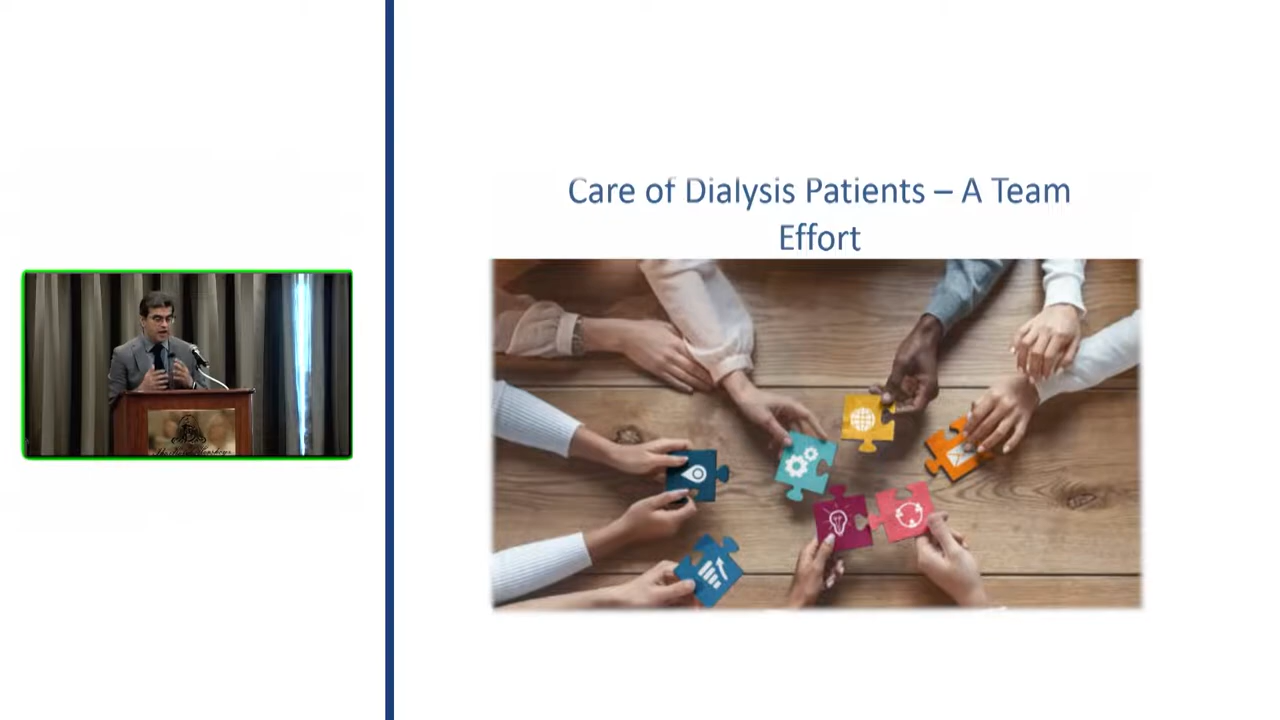 Care of Dialysis Patients – A Team
Effort